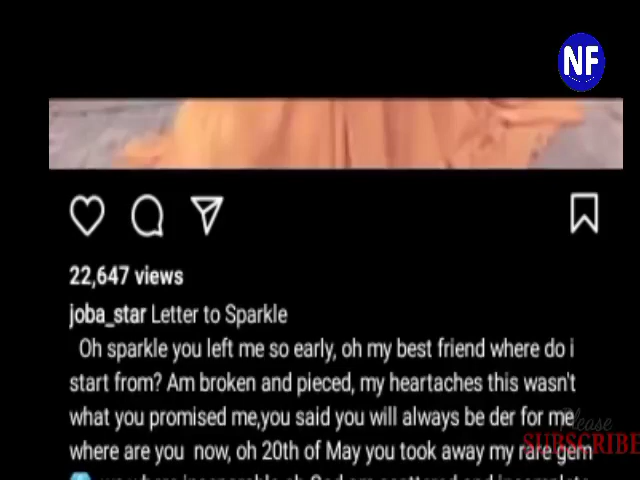 NF
22,647 views
joba_star Letter to Sparkle
Oh sparkle you left me so early, oh my best friend where do i
start from? Am broken and pieced, my heartaches this wasn't
what you promised me,you said you will always be der for me
Please
SUBSCRIBE
where are you now, oh 20th of May you took away my rare gem